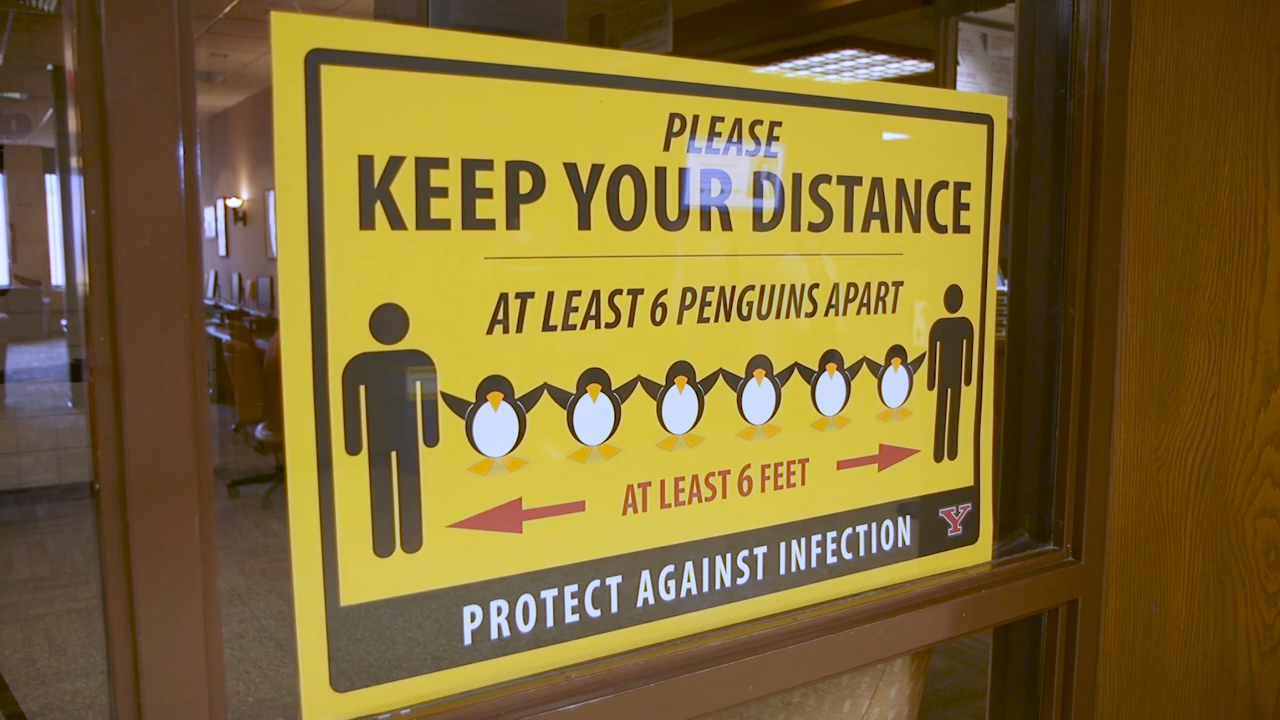 PLEASE
KEEP YOUR DISTANCE
AT LEAST 6 PENGUINS APART
AT LEAST 6 FEET
PROTECT AGAINST INFECTION
Y